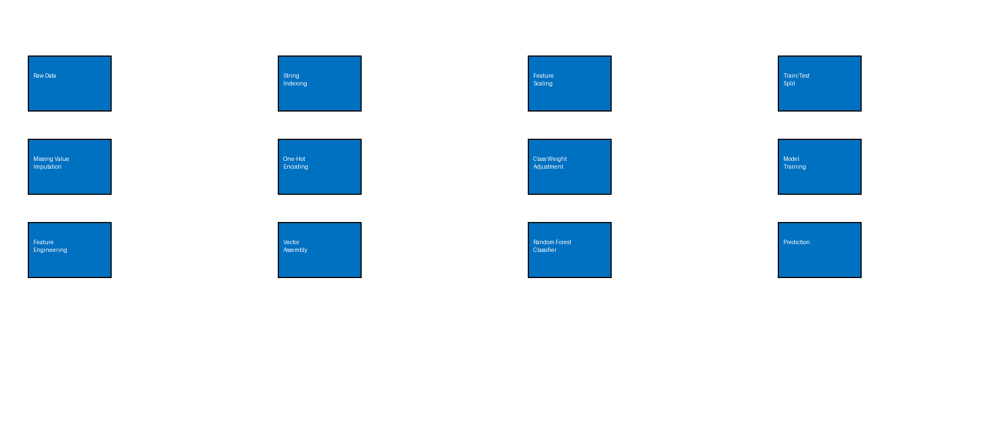 Raw Data
Missing Value
Imputation
Feature
Engineering
String
Indexing
One-Hot
Encoding
Vector
Assembly
Feature
Scaling
Class Weight
Adjustment
Random Forest
Classifier
Train/Test
Split
Model
Training
Prediction